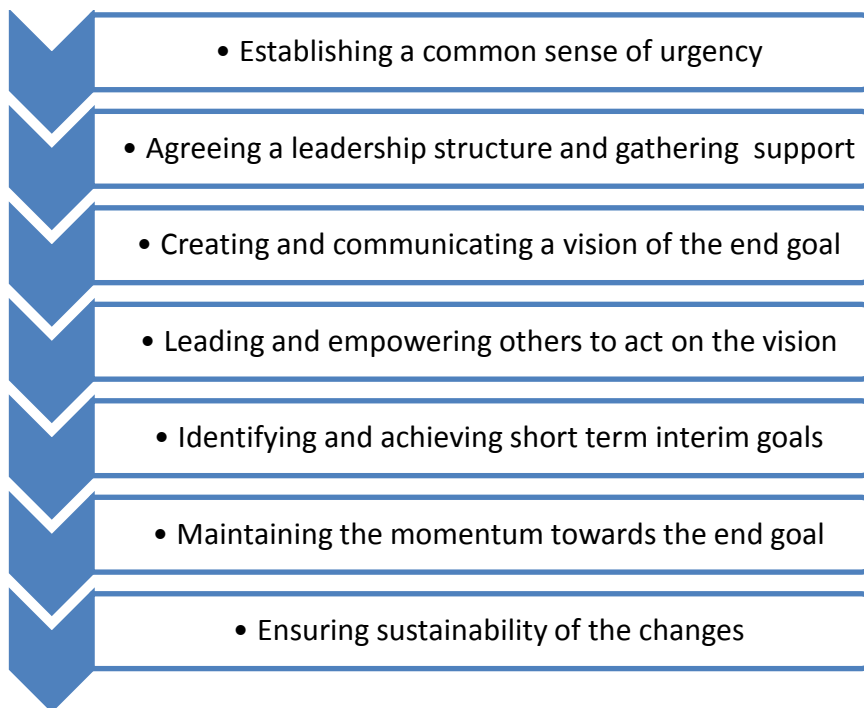 • Establishing a common sense of urgency
• Agreeing a leadership structure and gathering  support
• Creating and communicating a vision of the end goal
• Leading and empowering others to act on the vision
• Identifying and achieving short term interim goals
• Maintaining the momentum towards the end goal
• Ensuring sustainability of the changes